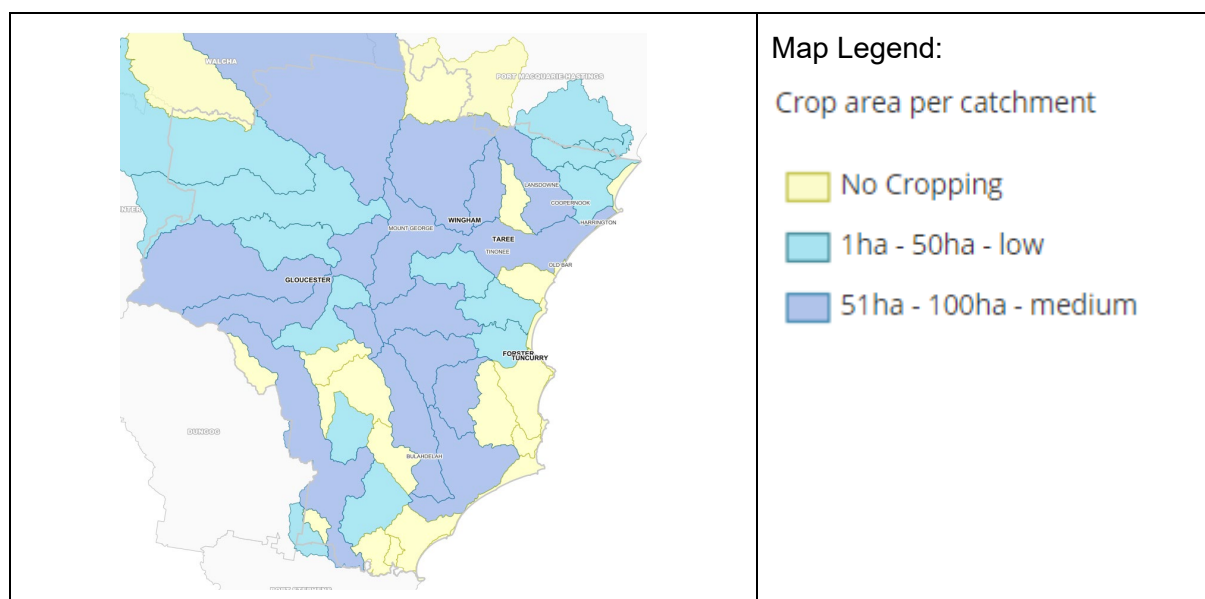 WALCHA
PORT MACQUARIE-HASTINGS
LANSDOWNE
COOPERNOOK
WINGHAM
HARRINGTON
MOUNT GEORGE
TAREE
TINONEE
OLD BAR
GLOUCESTER
FORSTER
TUNCURRY
DUNGOG
BULAHDELAH
Map Legend:
Crop area per catchment
No Cropping
1ha - 50ha - low
51ha - 100ha - medium